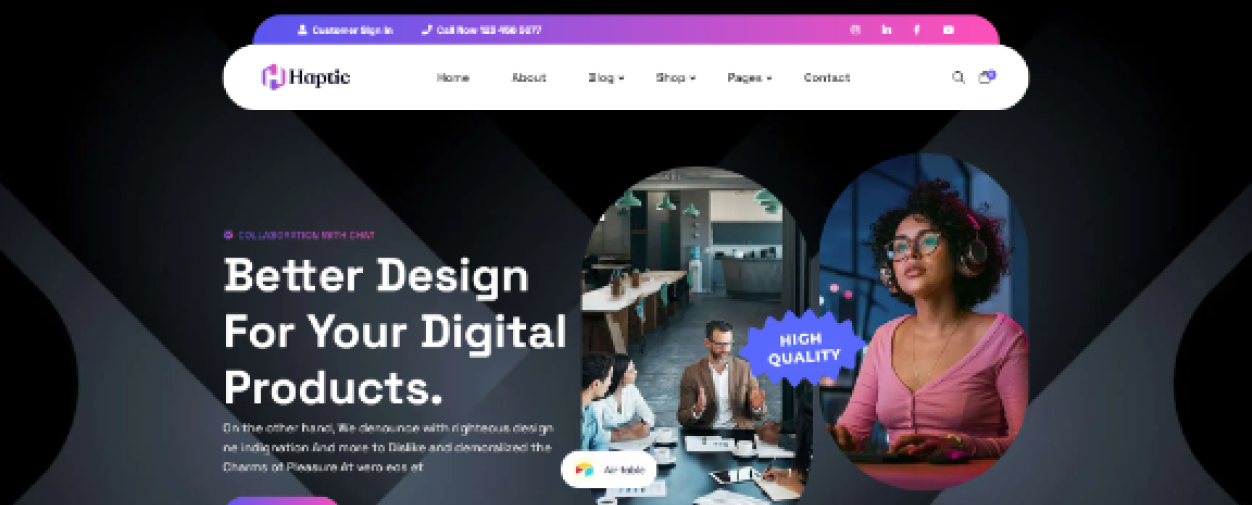 Customer Sign In
Call Now 123 456 5077
Haptic
Home
About
Blog
Shop
Pages
Contact
COLLABORATION WITH CHAT
Better Design
For Your Digital
Products.
On the other hand, We denounce with righteous design
ne indignation And more to Dislike and demoralized the
Charms of Pleasure At vero eos et
HIGH
QUALITY
Airtable